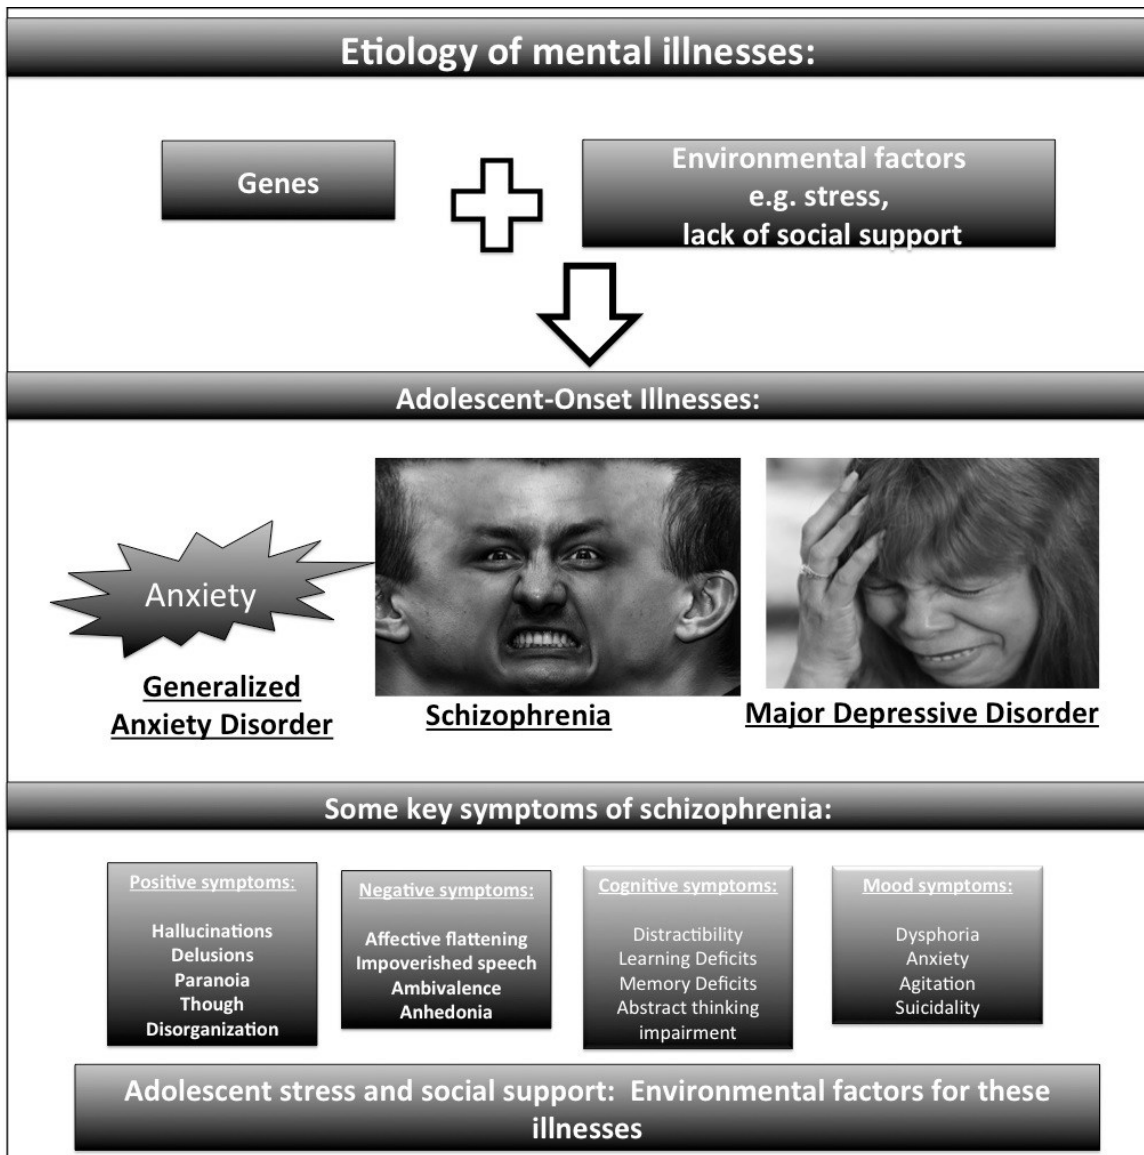 Etiology of mental illnesses:
Genes
Environmental factors
e.g. stress,
lack of social support
Adolescent-Onset Illnesses:
Anxiety
Generalized
Anxiety Disorder
Schizophrenia
Major Depressive Disorder
Some key symptoms of schizophrenia:
Positive symptoms:
Hallucinations
Delusions
Paranoia
Though
Disorganization
Negative symptoms:
Affective flattening
Impoverished speech
Ambivalence
Anhedonia
Cognitive symptoms:
Distractibility
Learning Deficits
Memory Deficits
Abstract thinking
impairment
Mood symptoms:
Dysphoria
Anxiety
Agitation
Suicidality
Adolescent stress and social support:  Environmental factors for these
illnesses